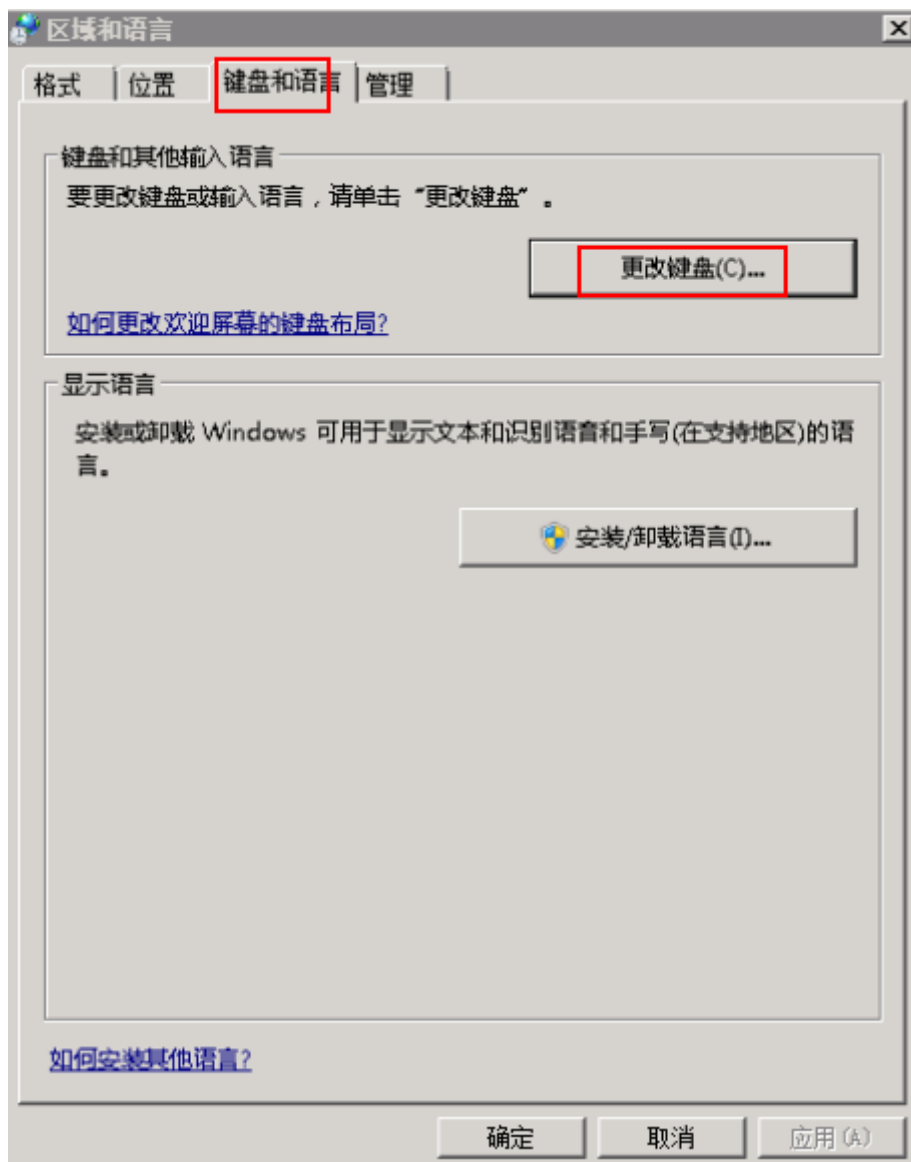 区域和语言
格式 位置 键盘和语言 管理
键盘和其他输入语言
要更改键盘或输入语言，请单击“更改键盘”。
更改键盘(C)...
如何更改欢迎屏幕的键盘布局?
显示语言
安装或卸载 Windows 可用于显示文本和识别语音和手写(在支持地区)的语
言。
安装/卸载语言(I)...
如何安装其他语言?
确定 取消 应用(A)